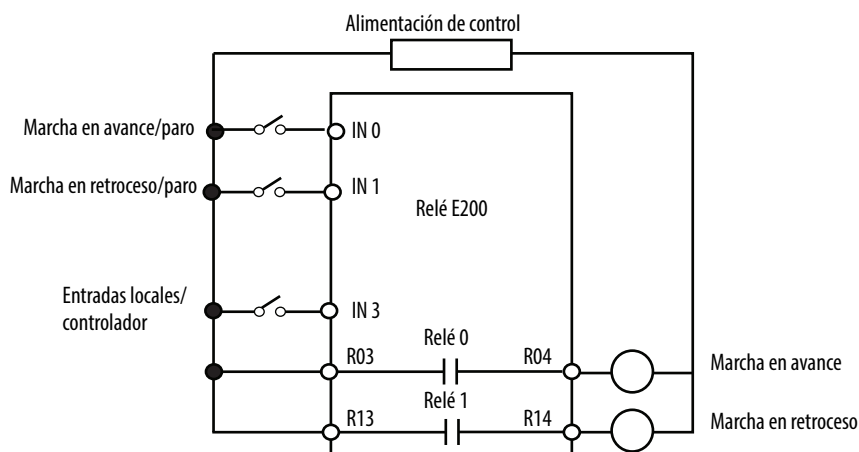 Alimentación de control
Marcha en avance/paro
IN 0
Marcha en retroceso/paro
IN 1
Relé E200
Entradas locales/
controlador
IN 3
Relé 0
R03
R04
Marcha en avance
Relé 1
R13
R14
Marcha en retroceso